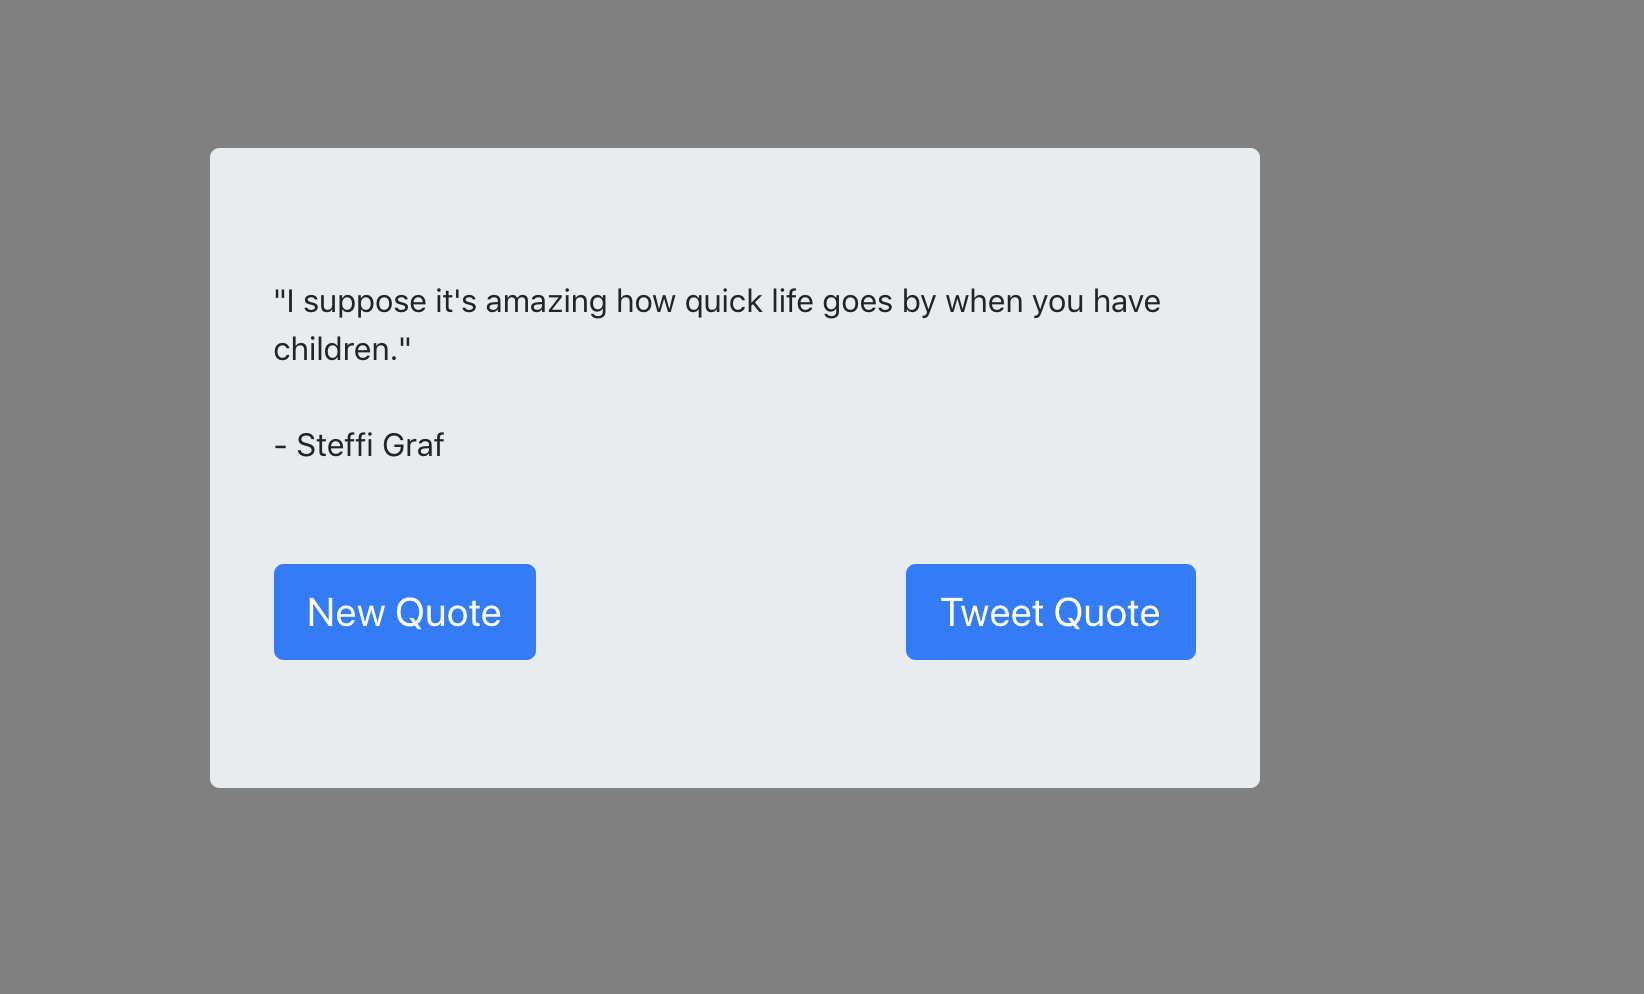 "I suppose it's amazing how quick life goes by when you have
children."
- Steffi Graf
New Quote
Tweet Quote